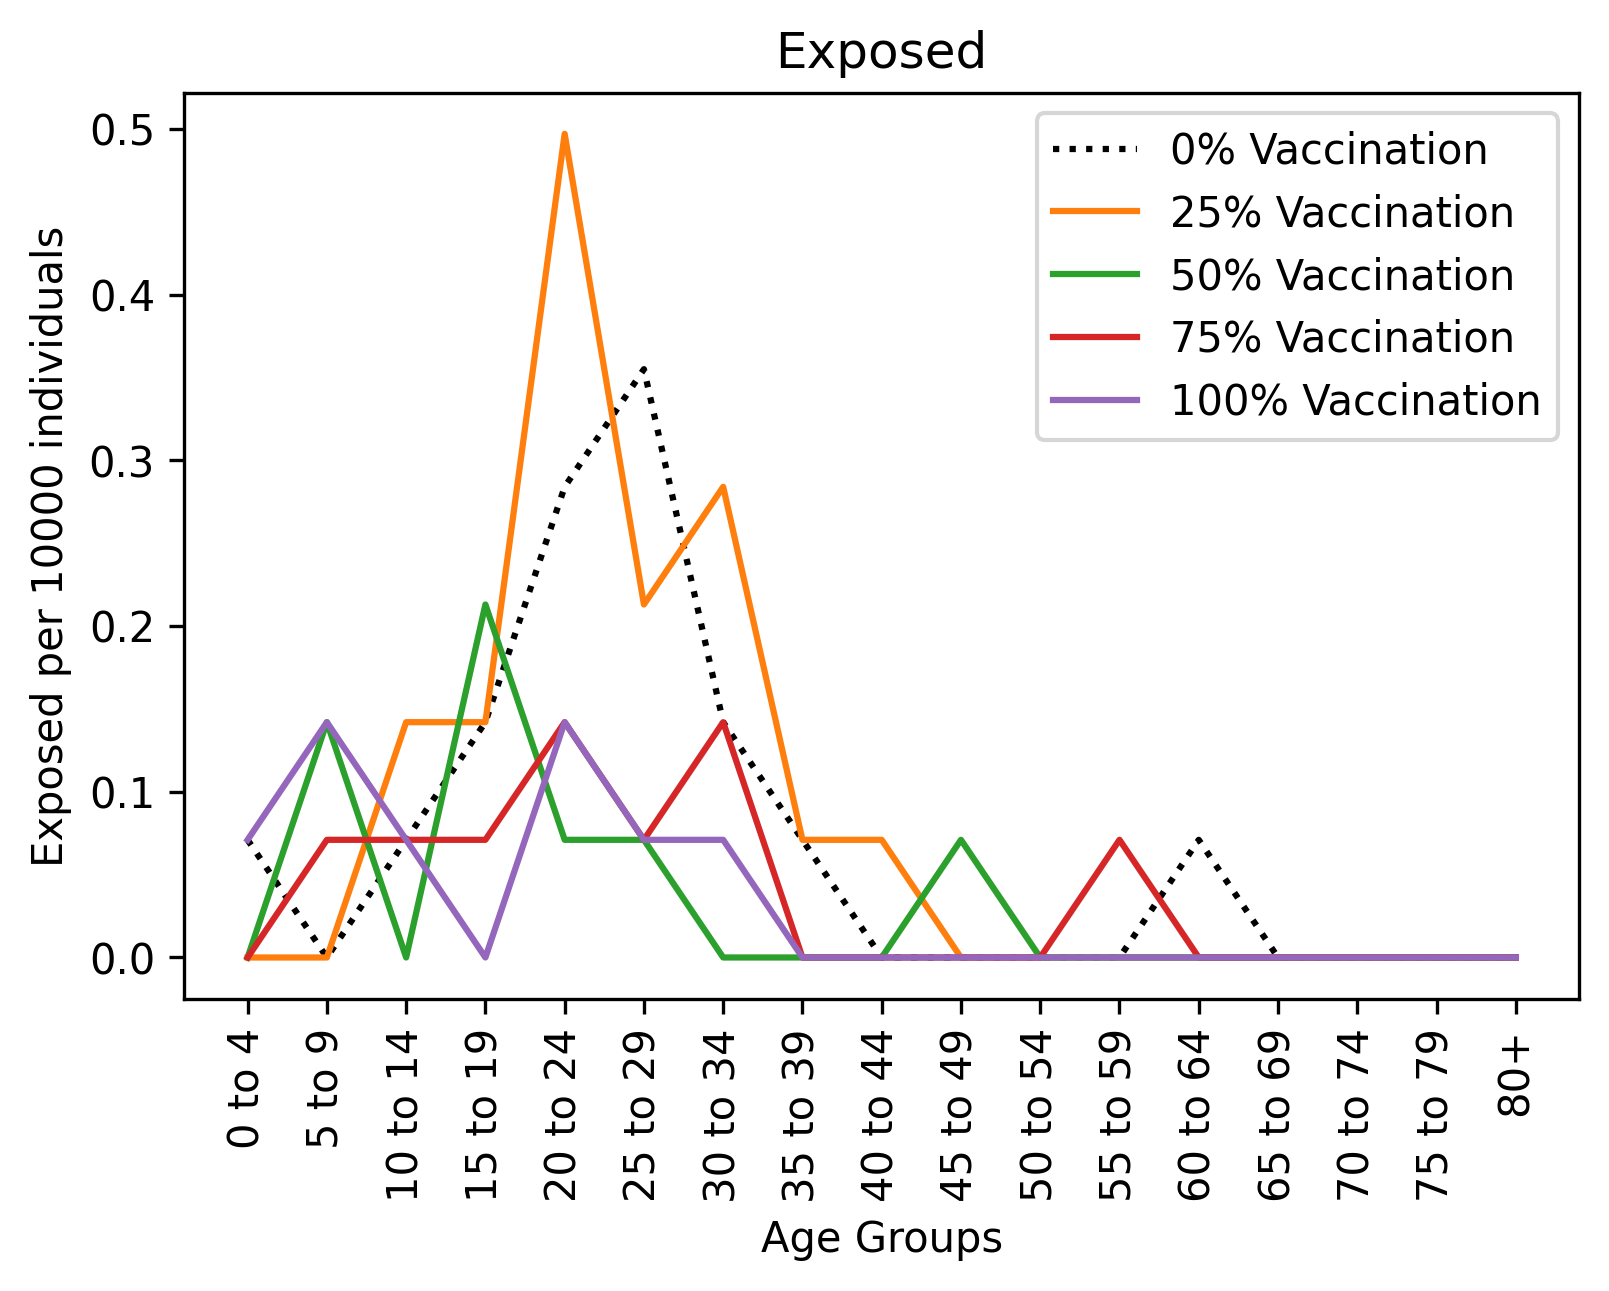 Exposed
0.5
0.4
0.3
0.2
0.1
0.0
Exposed per 10000 individuals
0% Vaccination
25% Vaccination
50% Vaccination
75% Vaccination
100% Vaccination
0 to 4
5 to 9
10 to 14
15 to 19
20 to 24
25 to 29
30 to 34
35 to 39
40 to 44
45 to 49
50 to 54
55 to 59
60 to 64
65 to 69
70 to 74
75 to 79
80+
Age Groups